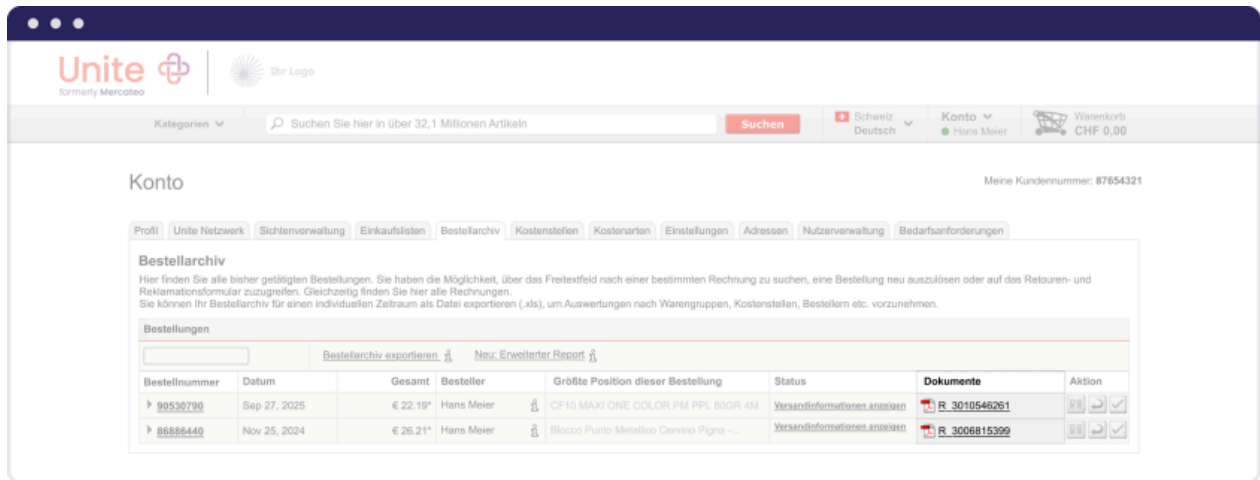 Unite
formerly Mercateo
Ihr Logo
Kategorien
Suchen Sie hier in über 32,1 Millionen Artikeln
Suchen
Schweiz
Deutsch
Konto
Hans Meier
Warenkorb
CHF 0,00
Konto
Meine Kundennummer: 87654321
Profil Unite Netzwerk Sichtenverwaltung Einkaufslisten Bestellarchiv Kostenstellen Kostenarten Einstellungen Adressen Nutzerverwaltung Bedarfsanforderungen
Bestellarchiv
Hier finden Sie alle bisher getätigten Bestellungen. Sie haben die Möglichkeit, über das Freitextfeld nach einer bestimmten Rechnung zu suchen, eine Bestellung neu auszulösen oder auf das Retouren- und
Reklamationsformular zuzugreifen. Gleichzeitig finden Sie hier alle Rechnungen.
Sie können Ihr Bestellarchiv für einen individuellen Zeitraum als Datei exportieren (.xls), um Auswertungen nach Warengruppen, Kostenstellen, Bestellern etc. vorzunehmen.
Bestellungen
Bestellarchiv exportieren Neu: Erweiterter Report
Bestellnummer Datum Gesamt Besteller Größte Position dieser Bestellung Status Dokumente Aktion
90530790 Sep 27, 2025 € 22.19* Hans Meier CF10 MAXI ONE COLOR PM PPL 80GR 4M Versandinformationen anzeigen R_3010546261
86886440 Nov 25, 2024 € 26.21* Hans Meier Blocco Punto Metallico Cervino Pigna -... Versandinformationen anzeigen R_3006815399